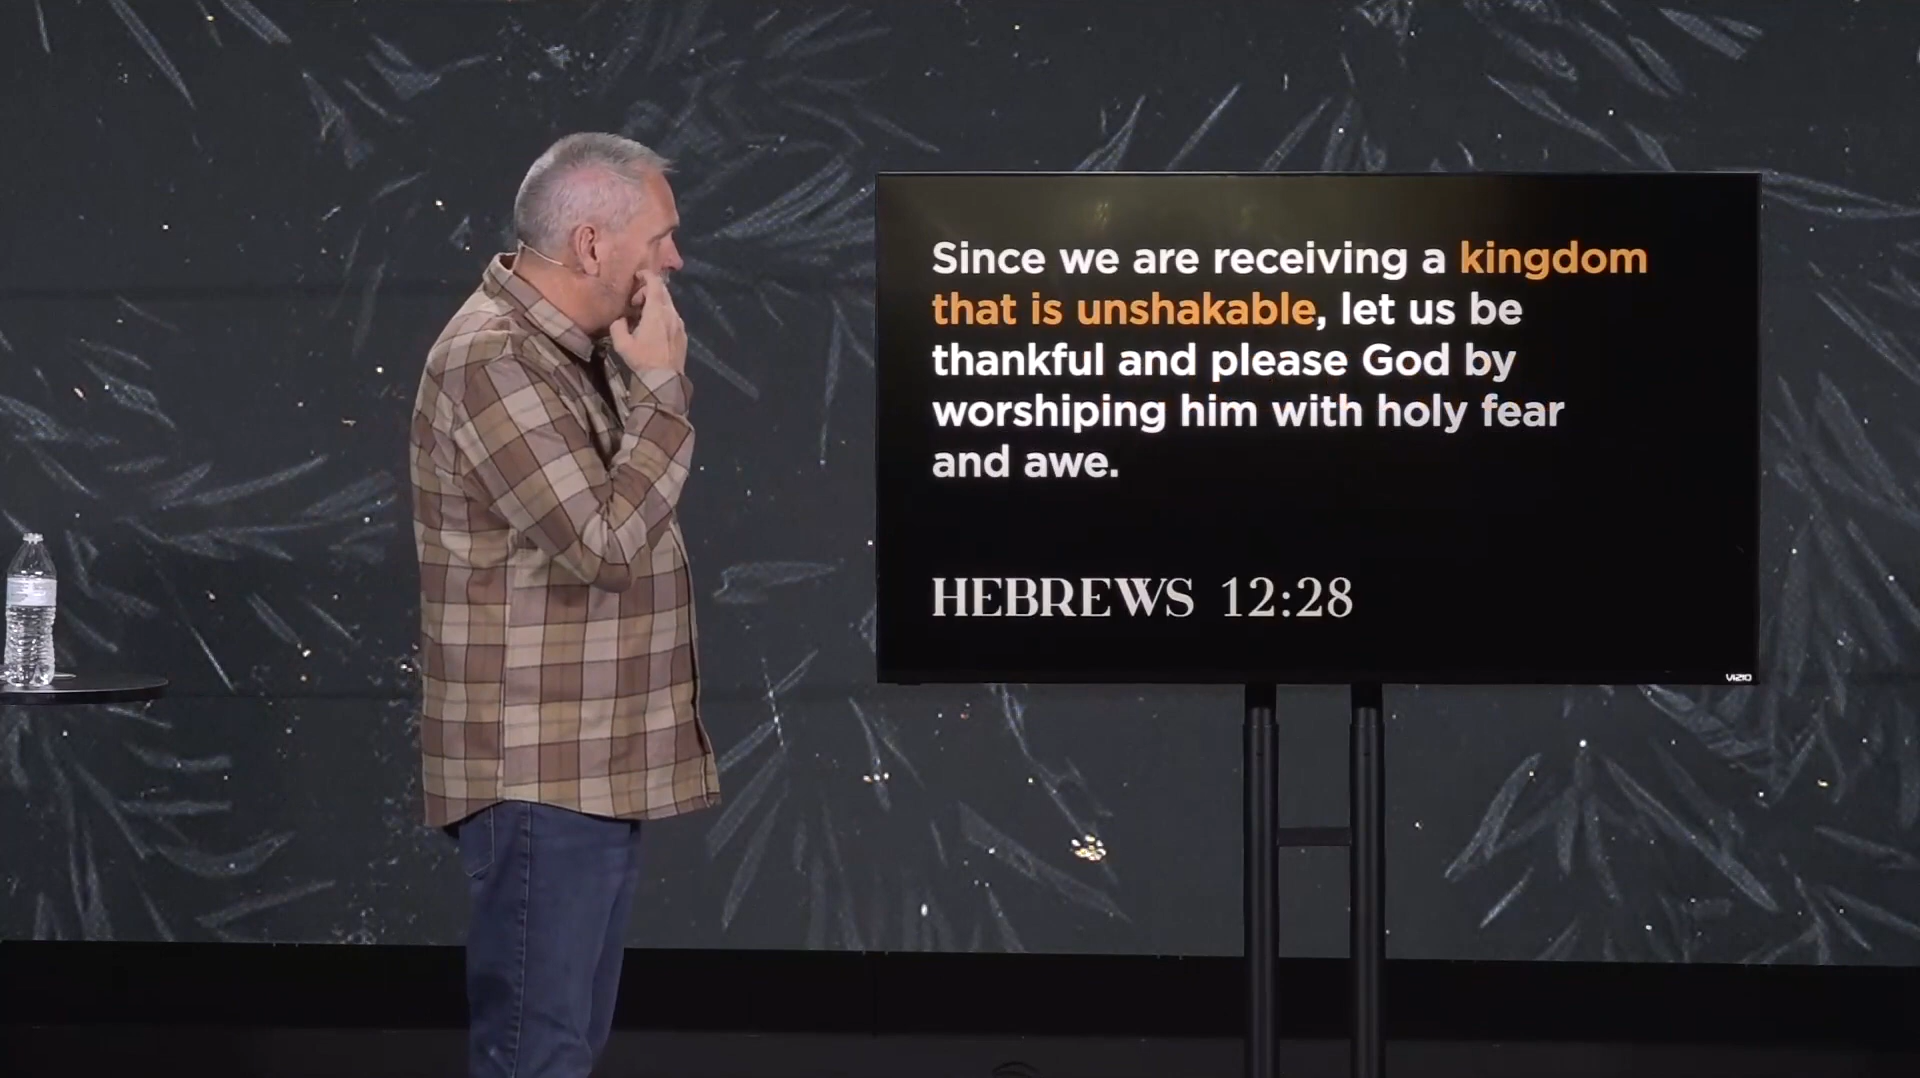 Since we are receiving a kingdom
that is unshakable, let us be
thankful and please God by
worshiping him with holy fear
and awe.
HEBREWS 12:28
VIZIO